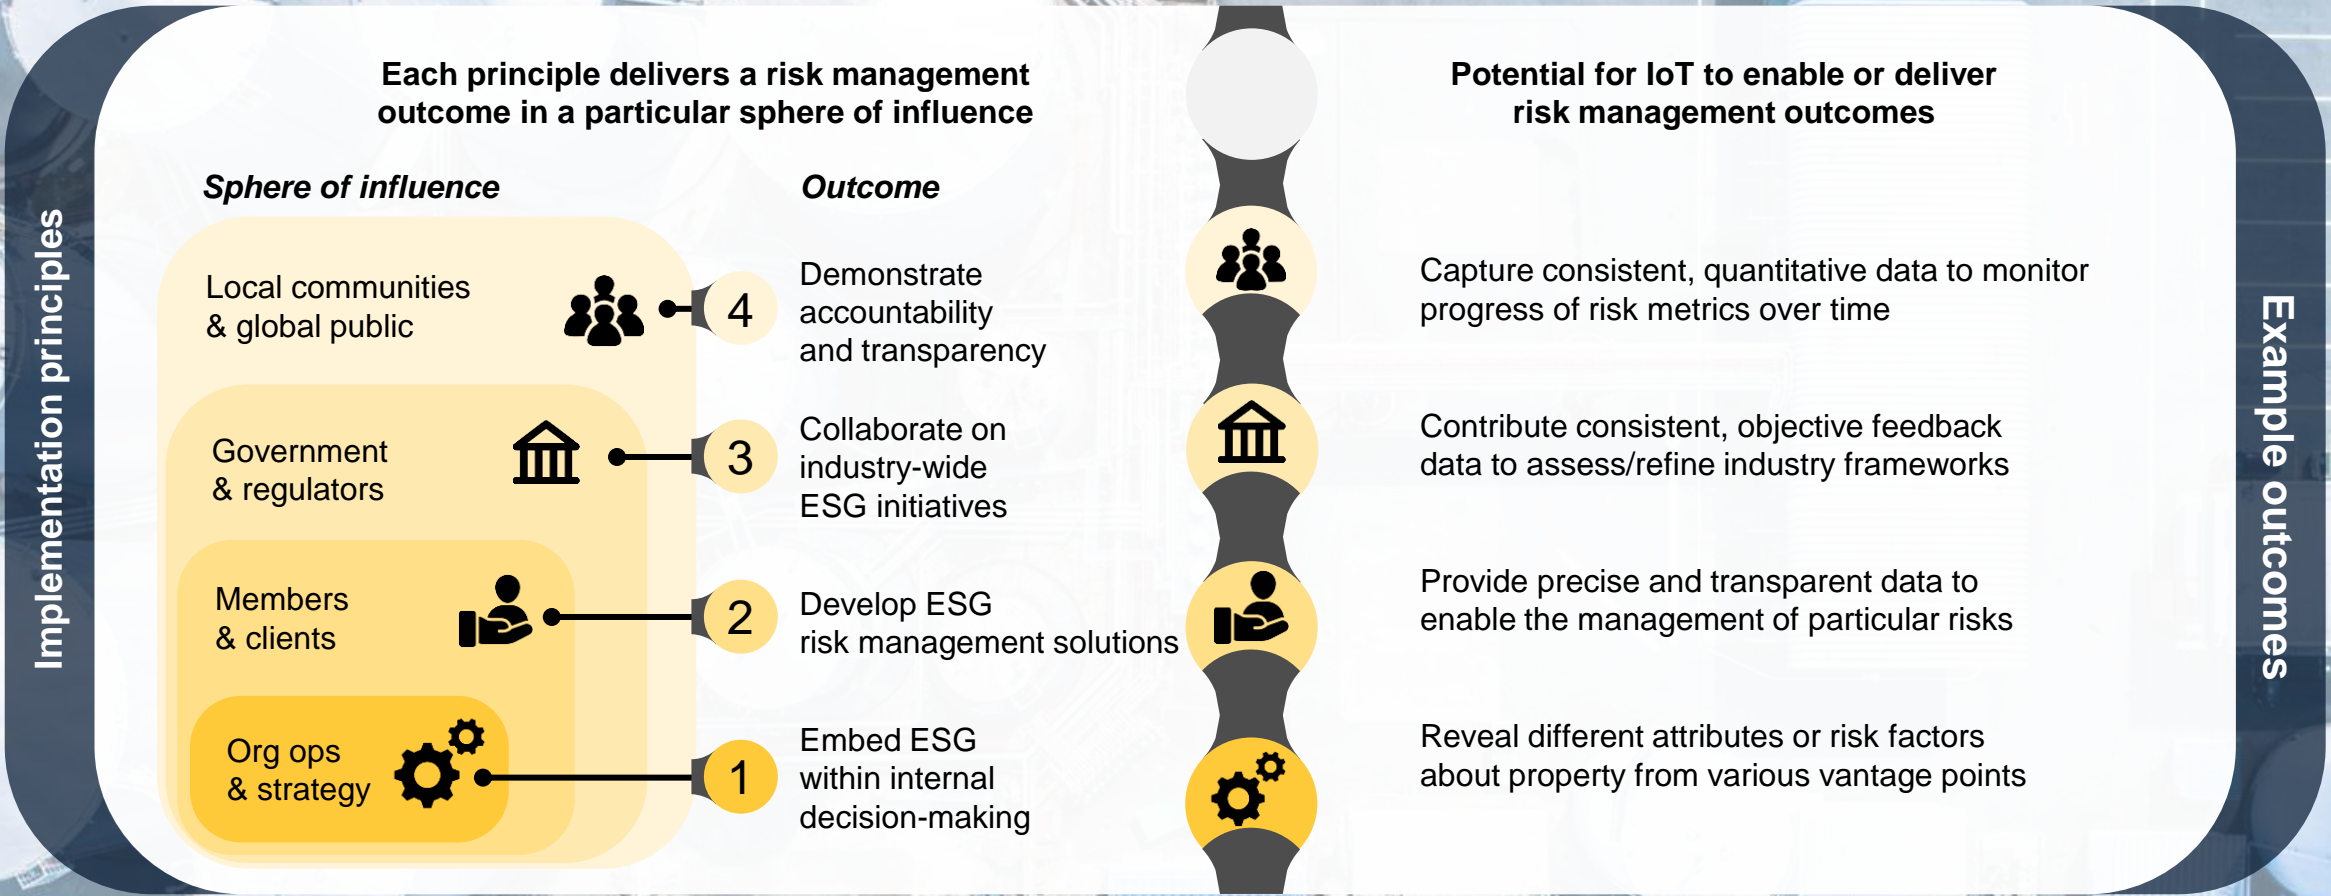 Implementation principles
Each principle delivers a risk management
outcome in a particular sphere of influence
Sphere of influence
Outcome
Local communities
& global public
4
Demonstrate
accountability
and transparency
Government
& regulators
3
Collaborate on
industry-wide
ESG initiatives
Members
& clients
2
Develop ESG
risk management solutions
Org ops
& strategy
1
Embed ESG
within internal
decision-making
Potential for IoT to enable or deliver
risk management outcomes
Capture consistent, quantitative data to monitor
progress of risk metrics over time
Contribute consistent, objective feedback
data to assess/refine industry frameworks
Provide precise and transparent data to
enable the management of particular risks
Reveal different attributes or risk factors
about property from various vantage points
Example outcomes